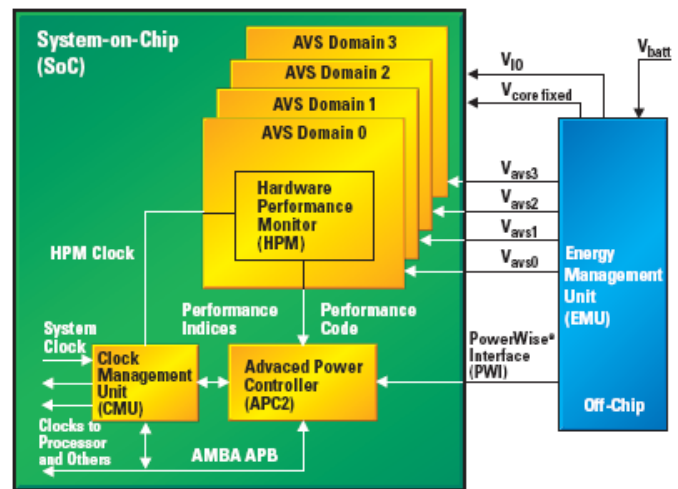 System-on-Chip
(SoC)
AVS Domain 3
AVS Domain 2
AVS Domain 1
AVS Domain 0
Hardware
Performance
Monitor
(HPM)
HPM Clock
Performance
Indices
Performance
Code
System
Clock
Clock
Management
Unit
(CMU)
Advaced Power
Controller
(APC2)
Clocks to
Processor
and Others
AMBA APB
VIO
Vcore fixed
Vbatt
Vavs3
Vavs2
Vavs1
Vavs0
PowerWise®
Interface
(PWI)
Energy
Management
Unit
(EMU)
Off-Chip